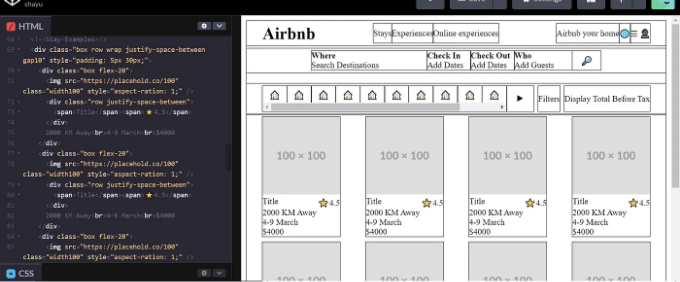 shayu
HTML
<!--Stay-Examples-->
<div class="box row wrap justify-space-between
gap10" style="padding: 5px 30px;">
<div class="box flex-20">
<img src="https://placehold.co/100"
class="width100" style="aspect-ration: 1;" />
<div class="row justify-space-between">
<span>Title</span><span>⭐4.5</span>
</div>
2000 KM Away<br>4-9 March<br>$4000
</div>
<div class="box flex-20">
<img src="https://placehold.co/100"
class="width100" style="aspect-ration: 1;" />
<div class="row justify-space-between">
<span>Title</span><span>⭐4.5</span>
</div>
2000 KM Away<br>4-9 March<br>$4000
</div>
<div class="box flex-20">
<img src="https://placehold.co/100"
class="width100" style="aspect-ration: 1;" />
CSS
Airbnb Stays Experiences Online experiences Airbnb your home
Where Check In Check Out Who
Search Destinations Add Dates Add Dates Add Guests
Filters Display Total Before Tax
100 × 100 100 × 100 100 × 100 100 × 100
Title ⭐4.5 Title ⭐4.5 Title ⭐4.5 Title ⭐4.5
2000 KM Away 2000 KM Away 2000 KM Away 2000 KM Away
4-9 March 4-9 March 4-9 March 4-9 March
$4000 $4000 $4000 $4000